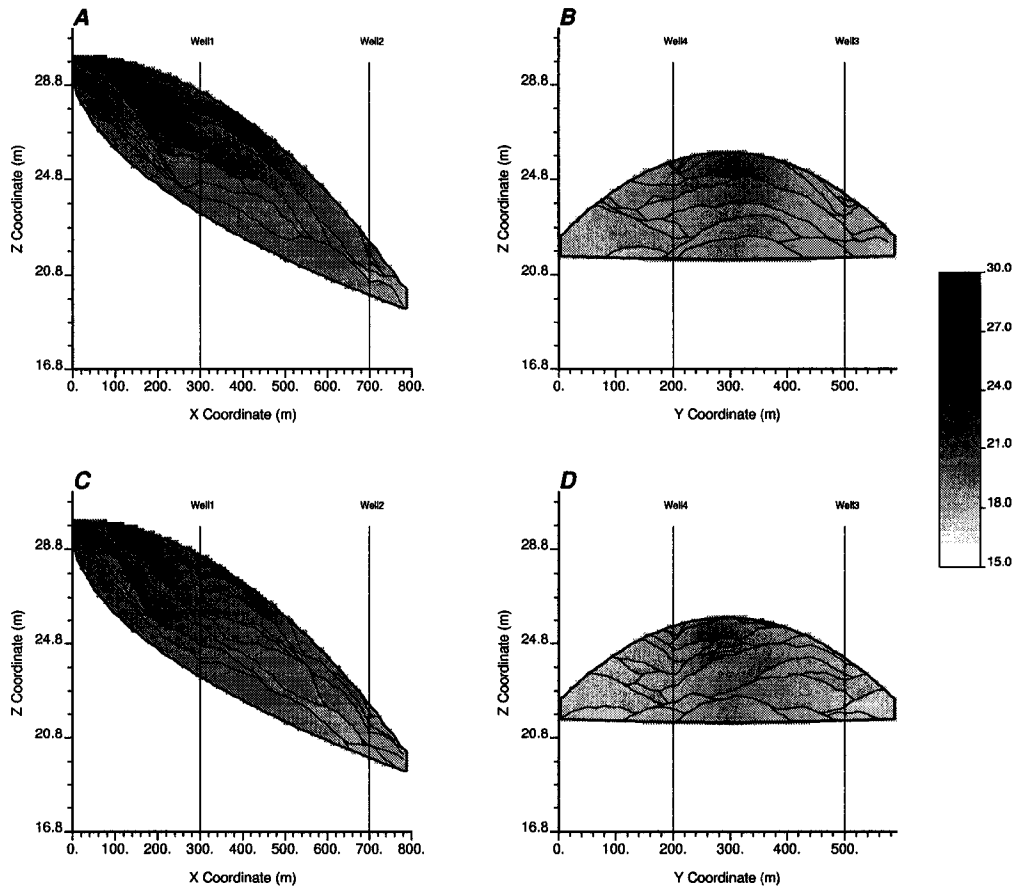 A
Well1
Well2
Z Coordinate (m)
28.8
24.8
20.8
16.8
0. 100. 200. 300. 400. 500. 600. 700. 800.
X Coordinate (m)
B
Well4
Well3
Z Coordinate (m)
28.8
24.8
20.8
16.8
0. 100. 200. 300. 400. 500.
Y Coordinate (m)
30.0
27.0
24.0
21.0
18.0
15.0
C
Well1
Well2
Z Coordinate (m)
28.8
24.8
20.8
16.8
0. 100. 200. 300. 400. 500. 600. 700. 800.
X Coordinate (m)
D
Well4
Well3
Z Coordinate (m)
28.8
24.8
20.8
16.8
0. 100. 200. 300. 400. 500.
Y Coordinate (m)